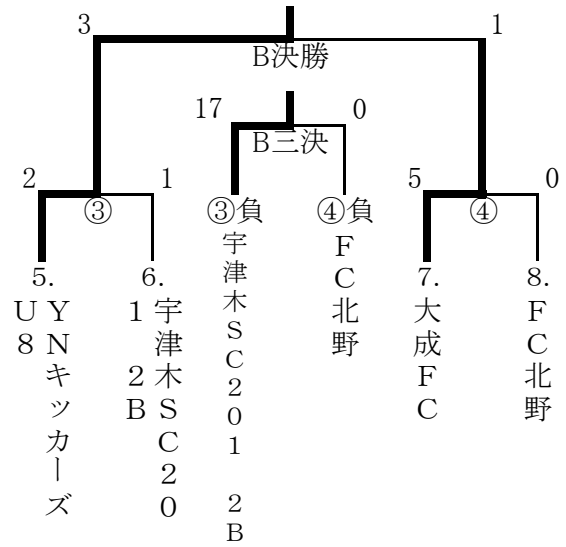 3
1
B決勝
17
0
B三決
2
1
5
0
③
③負
④負
④
5.
6.
7.
8.
YNキッカーズ
U8
宇津木SC20
1 2B
宇津木SC201 2B
FC北野
大成FC
FC北野